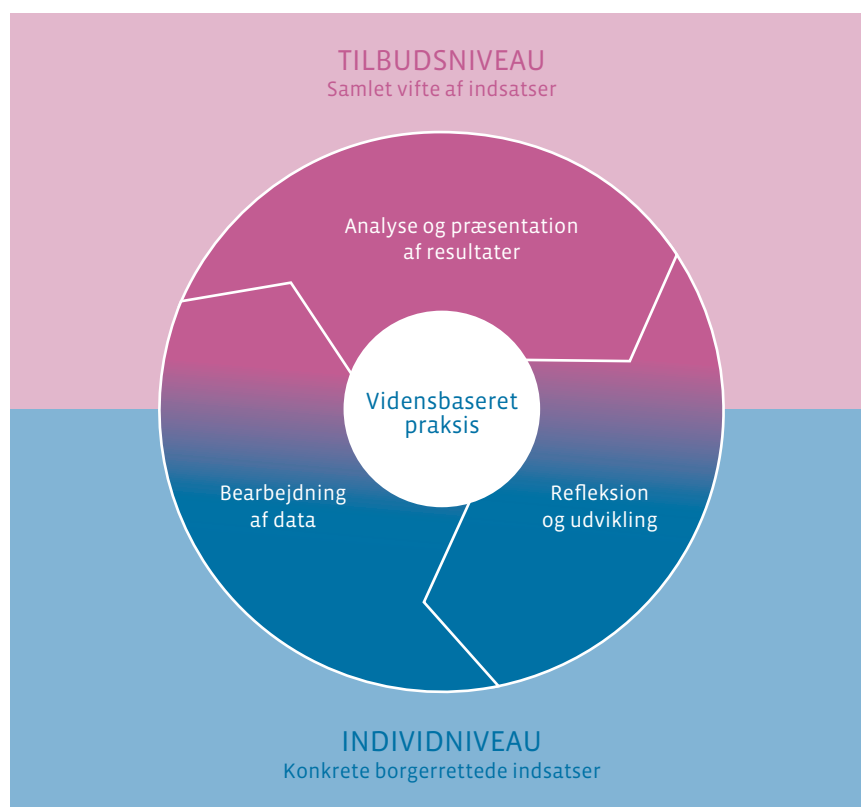 TILBUDSNIVEAU
Samlet vifte af indsatser
Analyse og præsentation
af resultater
Vidensbaseret
praksis
Bearbejdning
af data
Refleksion
og udvikling
INDIVIDNIVEAU
Konkrete borgerrettede indsatser